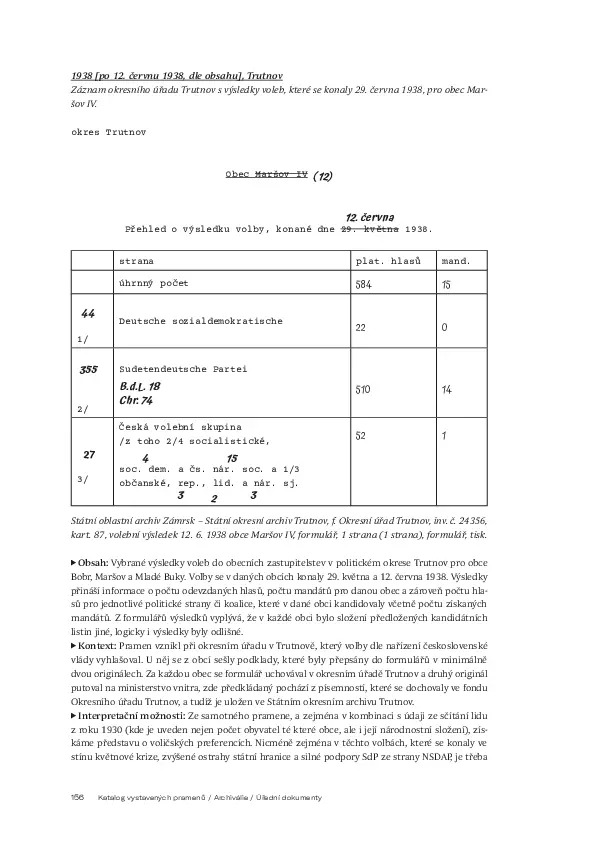 1938 [po 12. červnu 1938, dle obsahu], Trutnov
Záznam okresního úřadu Trutnov s výsledky voleb, které se konaly 29. června 1938, pro obec Mar-
šov IV.
okres Trutnov
Obec Maršov IV (12)
12. června
Přehled o výsledku volby, konané dne 29. května 1938.
strana plat. hlasů mand.
úhrnný počet 584 15
44
Deutsche sozialdemokratische 22 0
1/
355 Sudetendeutsche Partei
B.d.L. 18 510 14
Chr. 74
2/
Česká volební skupina 52 1
/z toho 2/4 socialistické,
27 4 15
soc. dem. a čs. nár. soc. a 1/3
3/ občanské, rep., lid. a nár. sj.
3 2 3
Státní oblastní archiv Zámrsk – Státní okresní archiv Trutnov, f. Okresní úřad Trutnov, inv. č. 24356,
kart. 87, volební výsledek 12. 6. 1938 obce Maršov IV, formulář, 1 strana (1 strana), formulář, tisk.
▶ Obsah: Vybrané výsledky voleb do obecních zastupitelstev v politickém okrese Trutnov pro obce
Bobr, Maršov a Mladé Buky. Volby se v daných obcích konaly 29. května a 12. června 1938. Výsledky
přináší informace o počtu odevzdaných hlasů, počtu mandátů pro danou obec a zároveň počtu hla-
sů pro jednotlivé politické strany či koalice, které v dané obci kandidovaly včetně počtu získaných
mandátů. Z formulářů výsledků vyplývá, že v každé obci bylo složení předložených kandidátních
listin jiné, logicky i výsledky byly odlišné.
▶ Kontext: Pramen vznikl při okresním úřadu v Trutnově, který volby dle nařízení československé
vlády vyhlašoval. U něj se z obcí sešly podklady, které byly přepsány do formulářů v minimálně
dvou originálech. Za každou obec se formulář uchovával v okresním úřadě Trutnov a druhý originál
putoval na ministerstvo vnitra, zde předkládaný pochází z písemností, které se dochovaly ve fondu
Okresního úřadu Trutnov, a tudíž je uložen ve Státním okresním archivu Trutnov.
▶ Interpretační možnosti: Ze samotného pramene, a zejména v kombinaci s údaji ze sčítání lidu
z roku 1930 (kde je uveden nejen počet obyvatel té které obce, ale i její národnostní složení), zís-
káme představu o voličských preferencích. Nicméně zejména v těchto volbách, které se konaly ve
stínu květnové krize, zvýšené ostrahy státní hranice a silné podpory SdP ze strany NSDAP, je třeba
156 Katalog vystavených pramenů / Archiválie / Úřední dokumenty